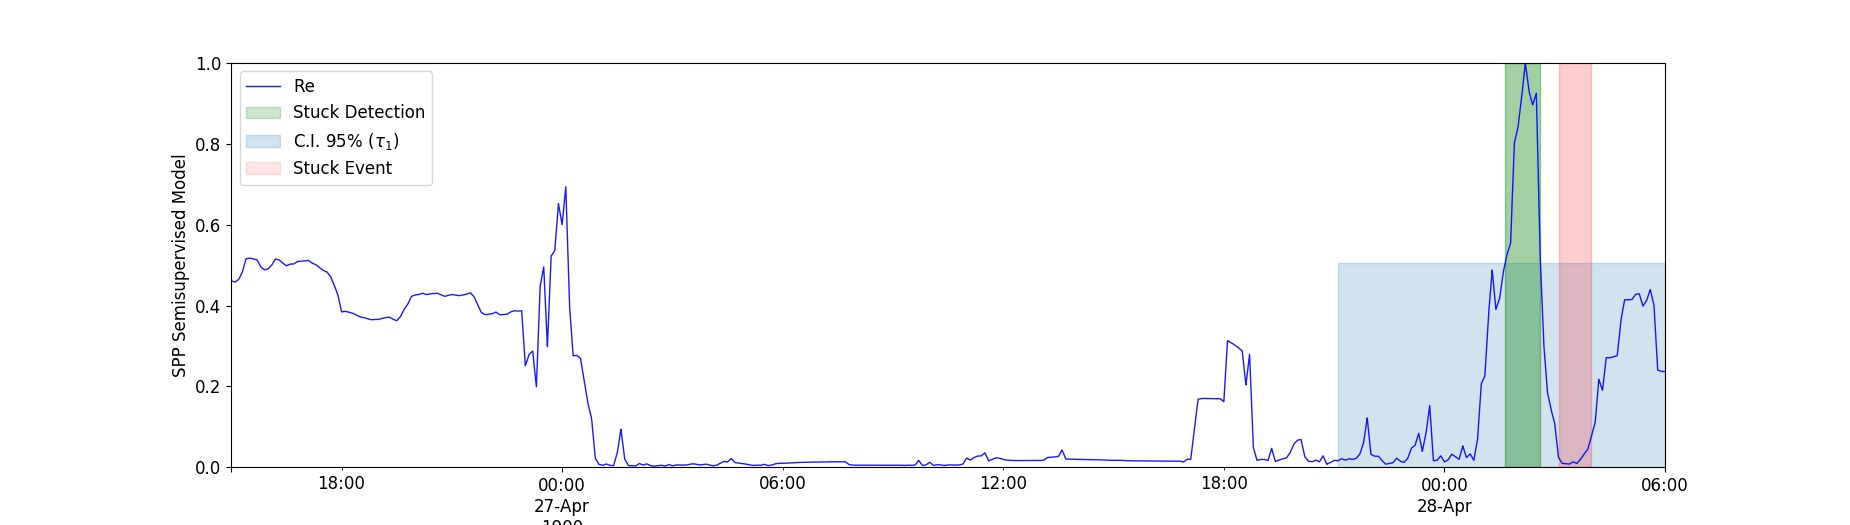 1.0
0.8
0.6
0.4
0.2
0.0
SPP Semisupervised Model
Re
Stuck Detection
C.I. 95% (τ₁)
Stuck Event
18:00
00:00
27-Apr
1900
06:00
12:00
18:00
00:00
28-Apr
06:00